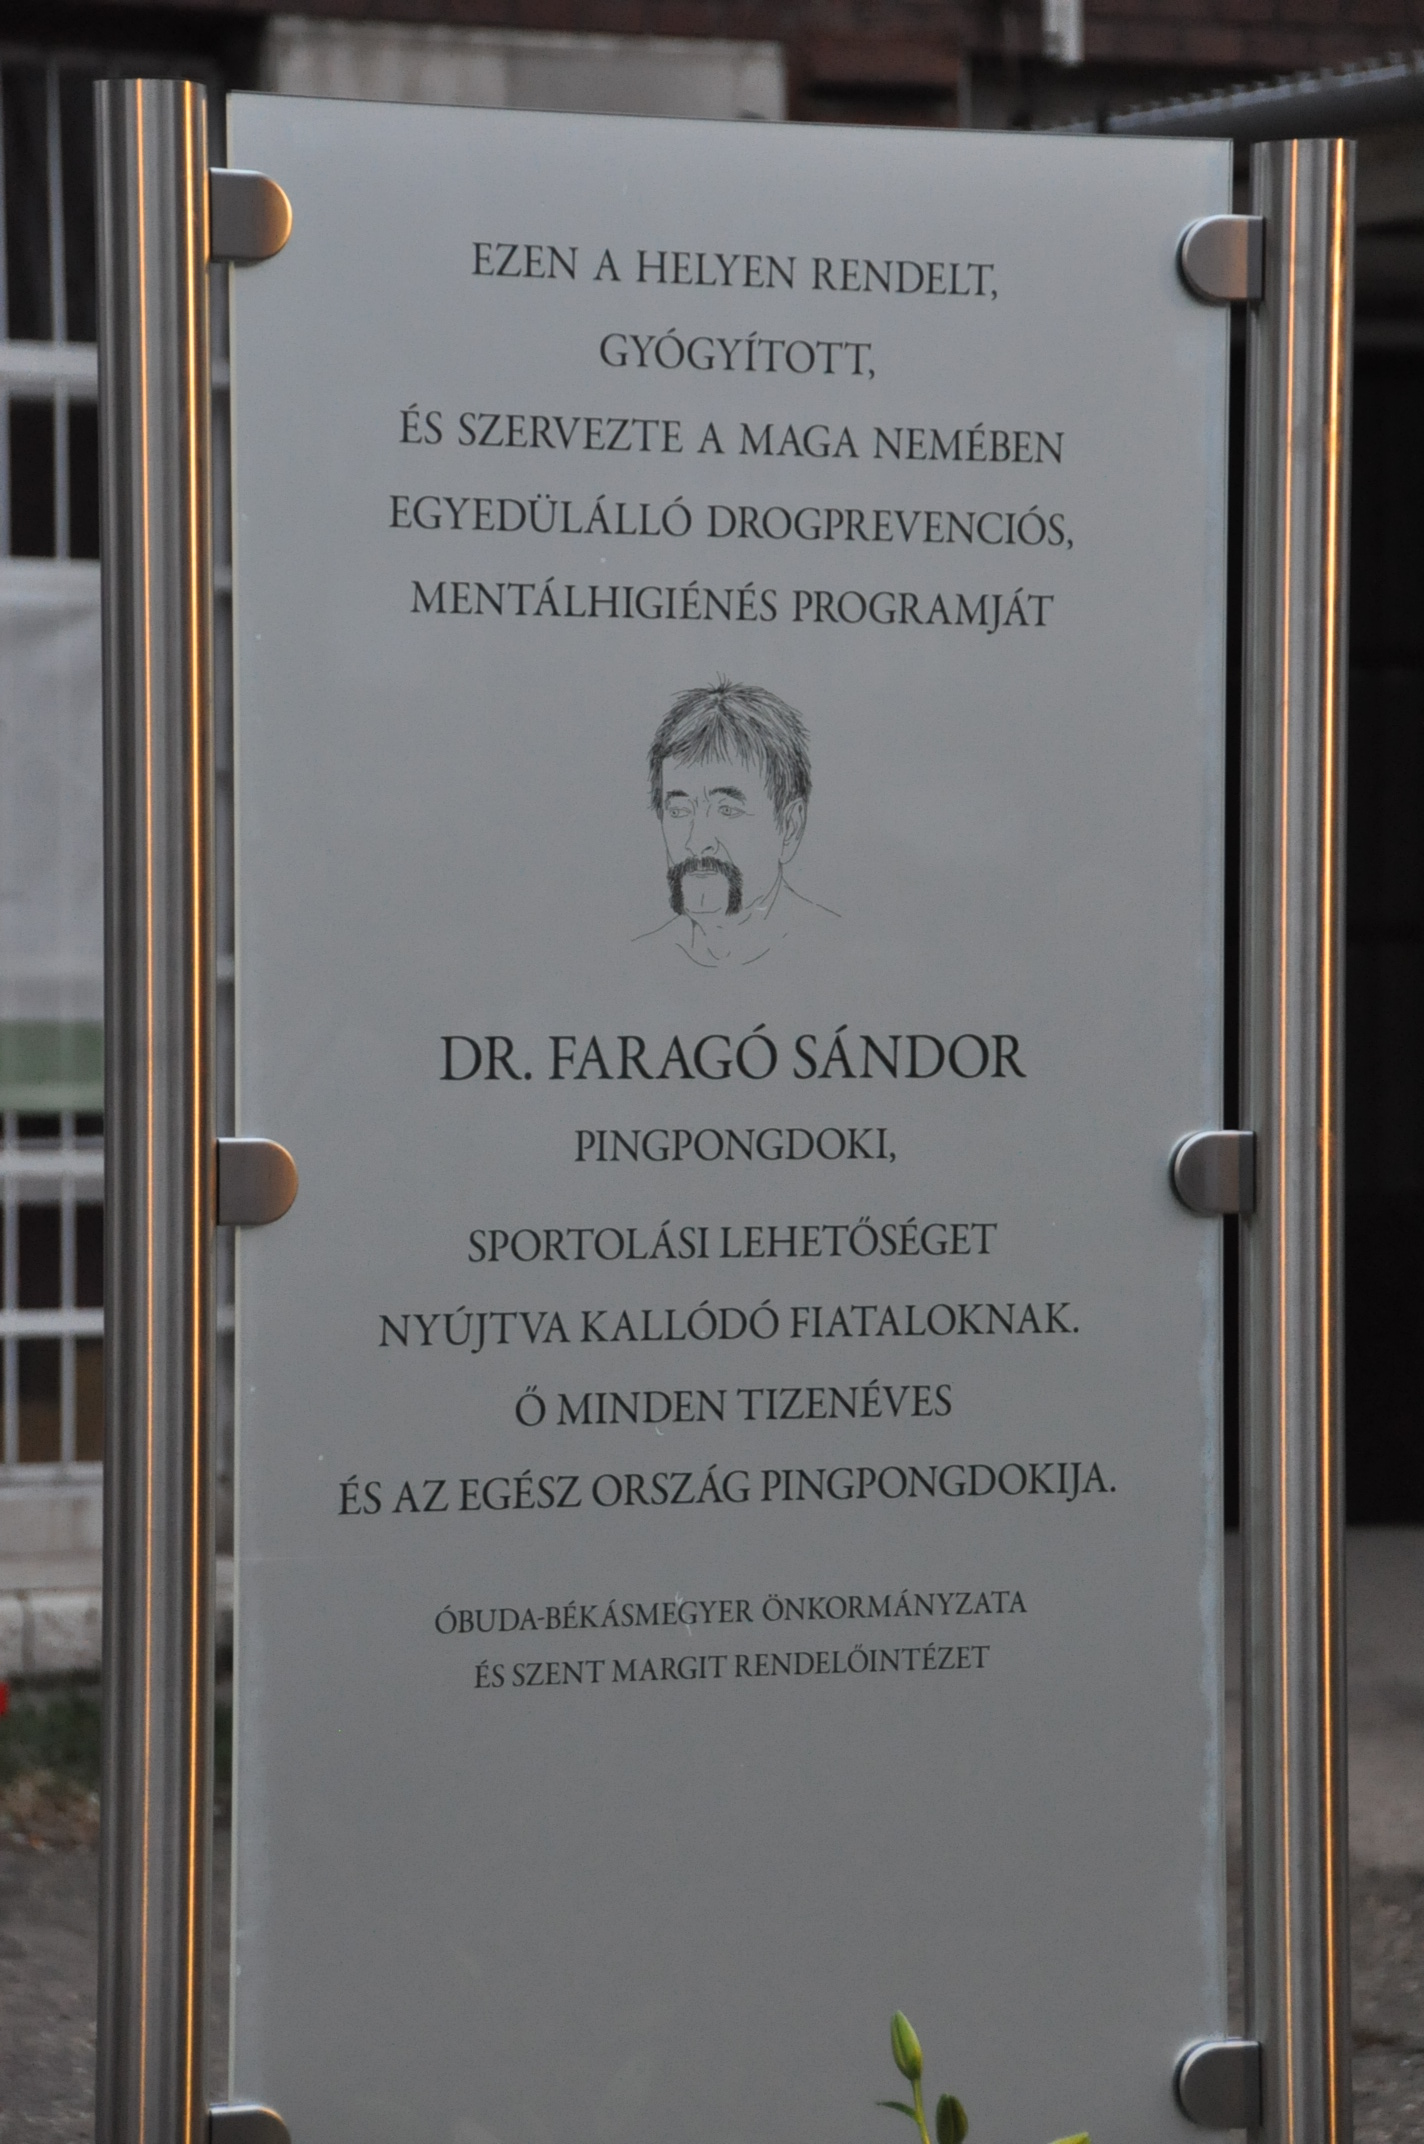 EZEN A HELYEN RENDELT,
GYÓGYÍTOTT,
ÉS SZERVEZTE A MAGA NEMÉBEN
EGYEDÜLÁLLÓ DROGPREVENCIÓS,
MENTÁLHIGIÉNÉS PROGRAMJÁT
DR. FARAGÓ SÁNDOR
PINGPONGDOKI,
SPORTOLÁSI LEHETŐSÉGET
NYÚJTVA KALLÓDÓ FIATALOKNAK.
Ő MINDEN TIZENÉVES
ÉS AZ EGÉSZ ORSZÁG PINGPONGDOKIJA.
ÓBUDA-BÉKÁSMEGYER ÖNKORMÁNYZATA
ÉS SZENT MARGIT RENDELŐINTÉZET